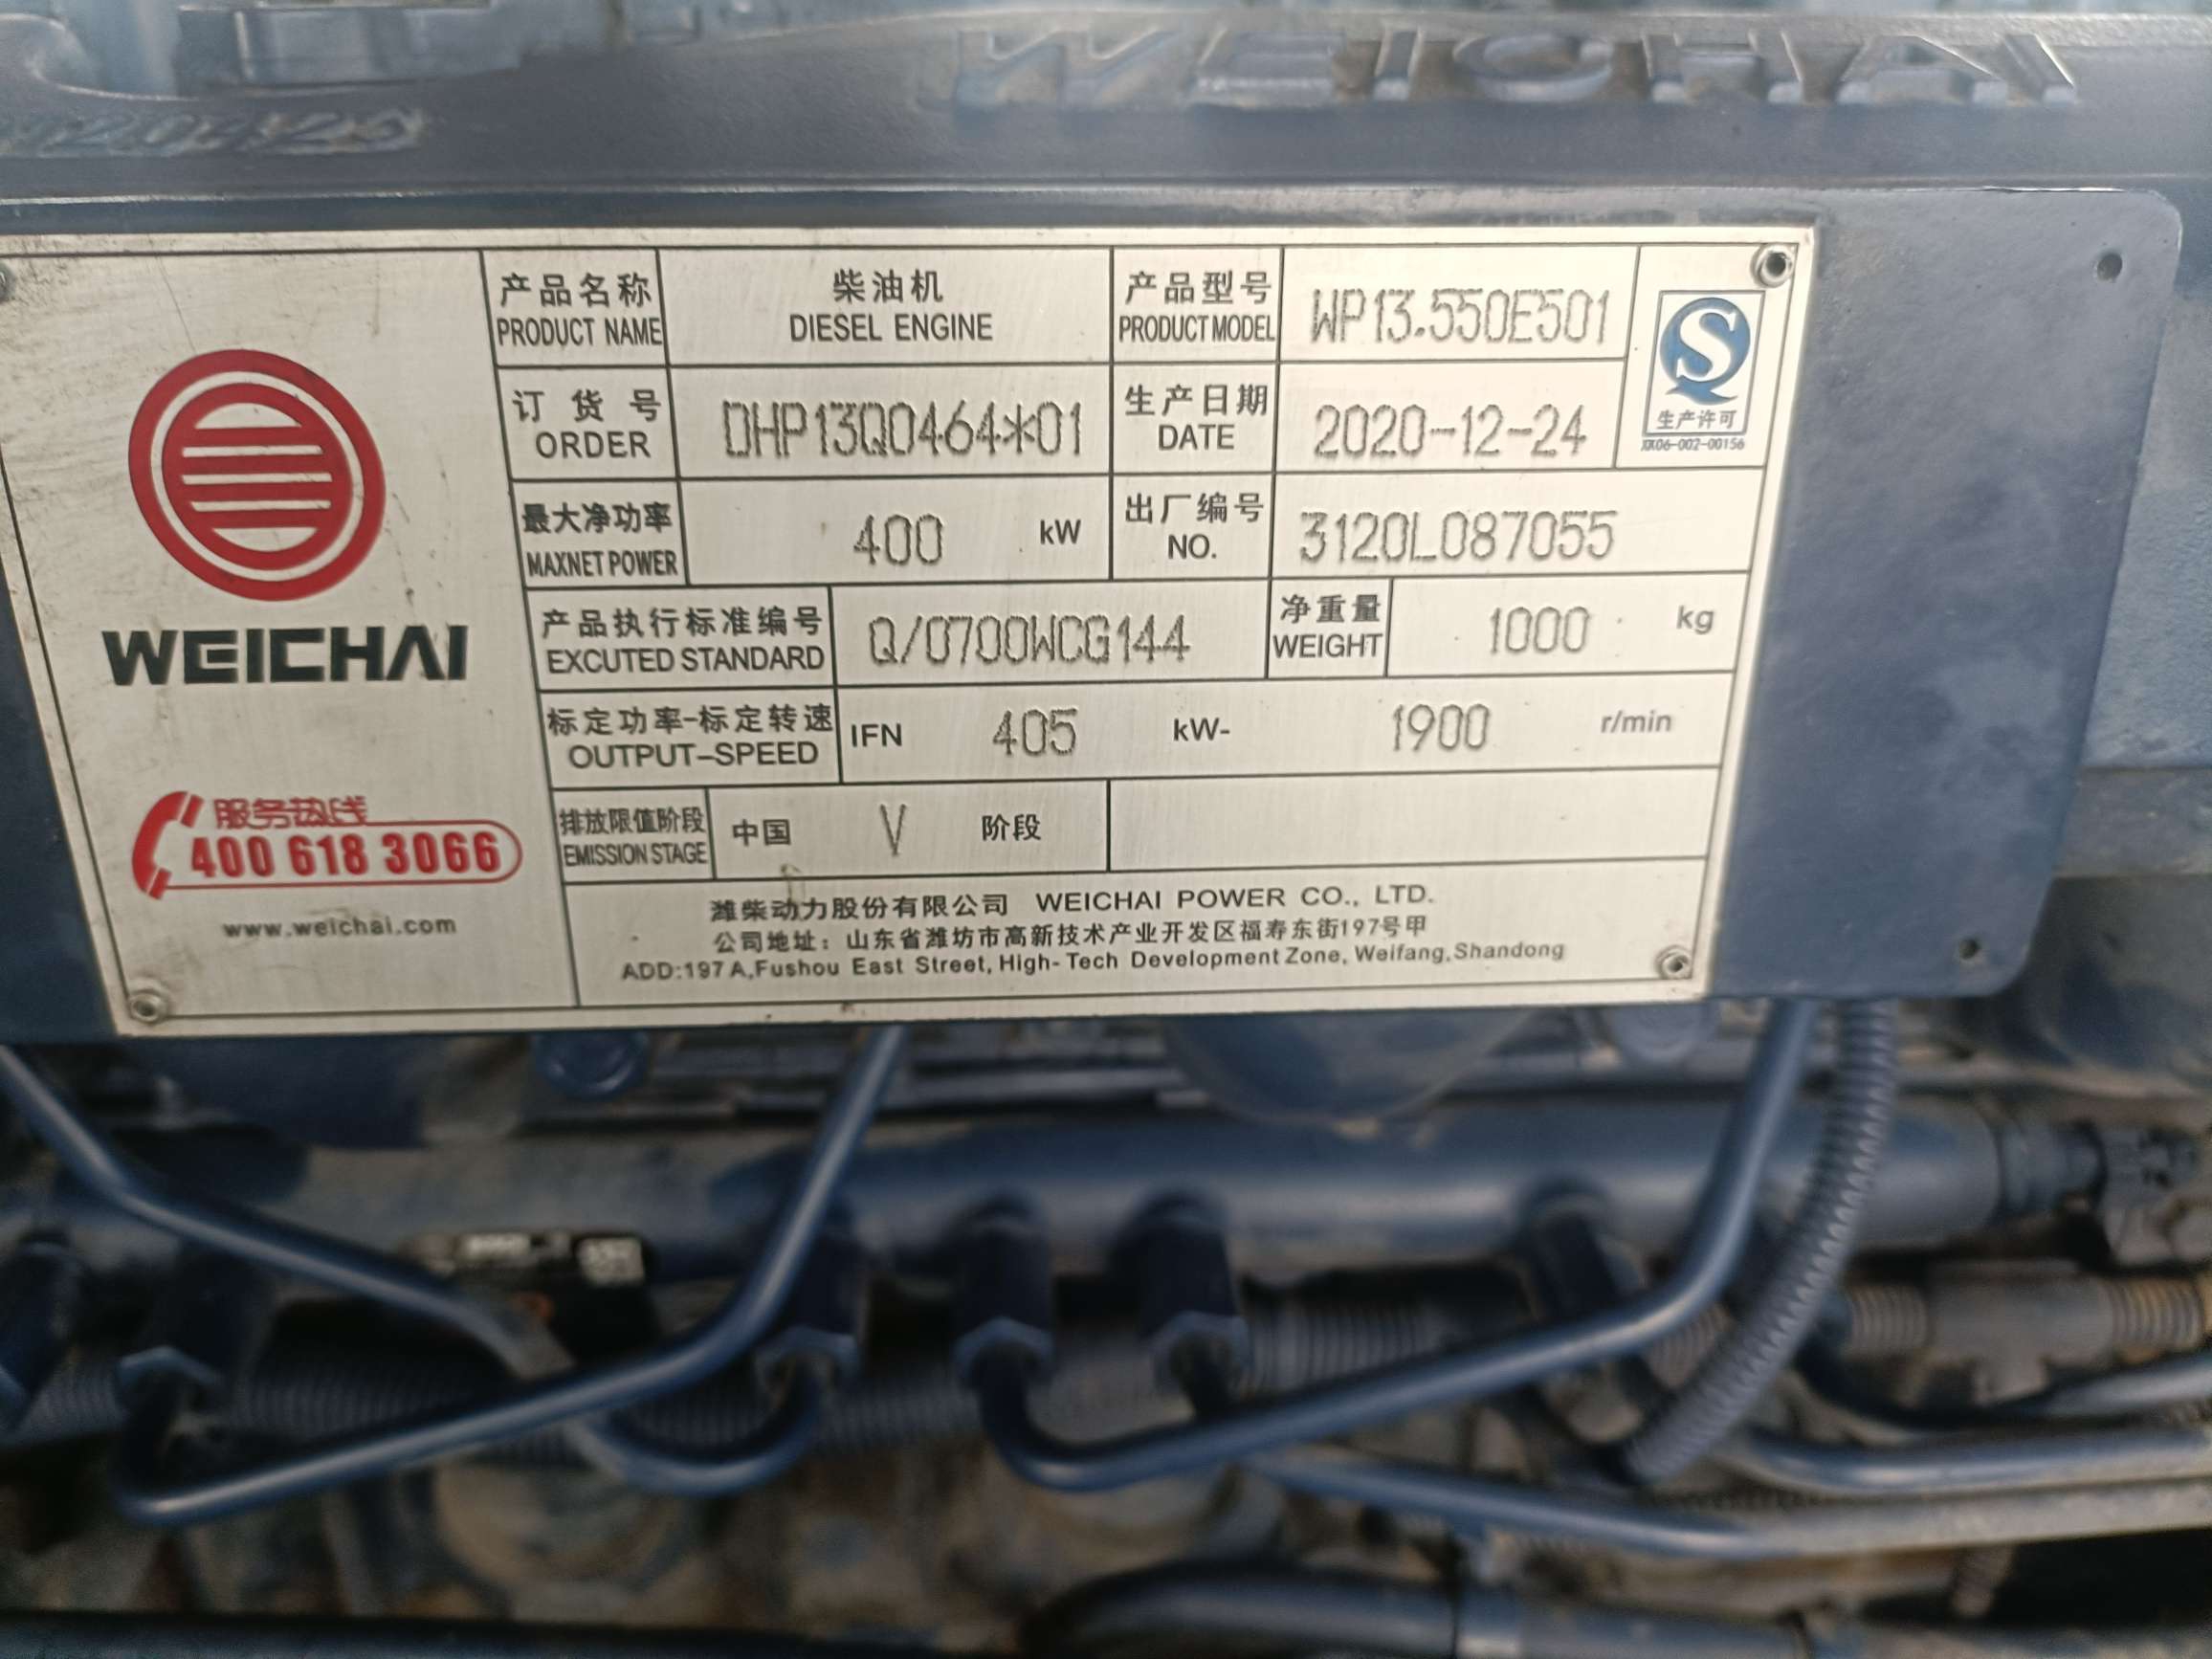 WEICHAI
产品名称
PRODUCT NAME
柴油机
DIESEL ENGINE
产品型号
PRODUCT MODEL
WP13.550E501
订货号
ORDER
DHP13Q0464*01
生产日期
DATE
2020-12-24
生产许可
XK06-002-00156
最大净功率
MAXNET POWER
400 kW
出厂编号
NO.
3120L087055
产品执行标准编号
EXCUTED STANDARD
Q/0700WCG144
净重量
WEIGHT
1000 kg
标定功率-标定转速
OUTPUT-SPEED
IFN 405 kW- 1900 r/min
排放限值阶段
EMISSION STAGE
中国 V 阶段
WEICHAI
服务热线
400 618 3066
www.weichai.com
潍柴动力股份有限公司 WEICHAI POWER CO., LTD.
公司地址：山东省潍坊市高新技术产业开发区福寿东街197号甲
ADD:197 A,Fushou East Street, High-Tech Development Zone, Weifang,Shandong